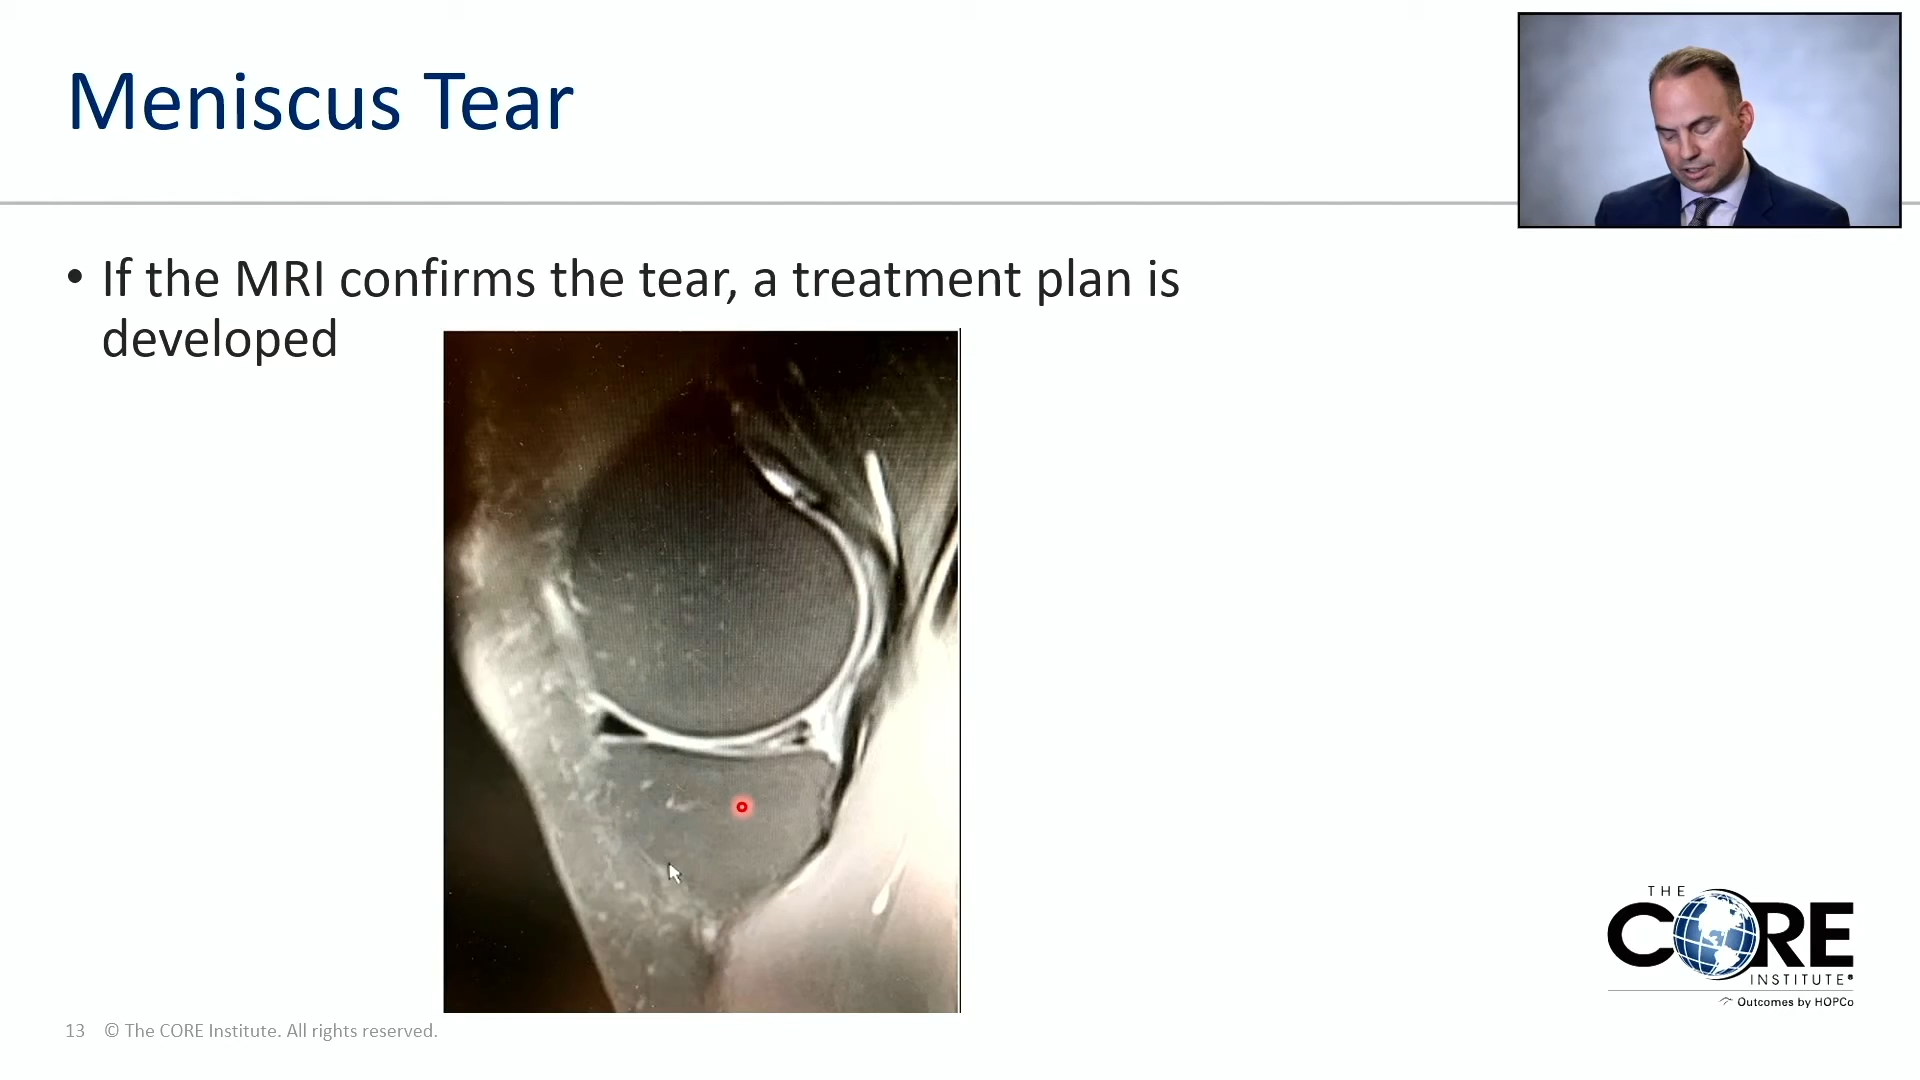 Meniscus Tear
• If the MRI confirms the tear, a treatment plan is
developed
THE
CORE
INSTITUTE®
Outcomes by HOPCo
13 © The CORE Institute. All rights reserved.